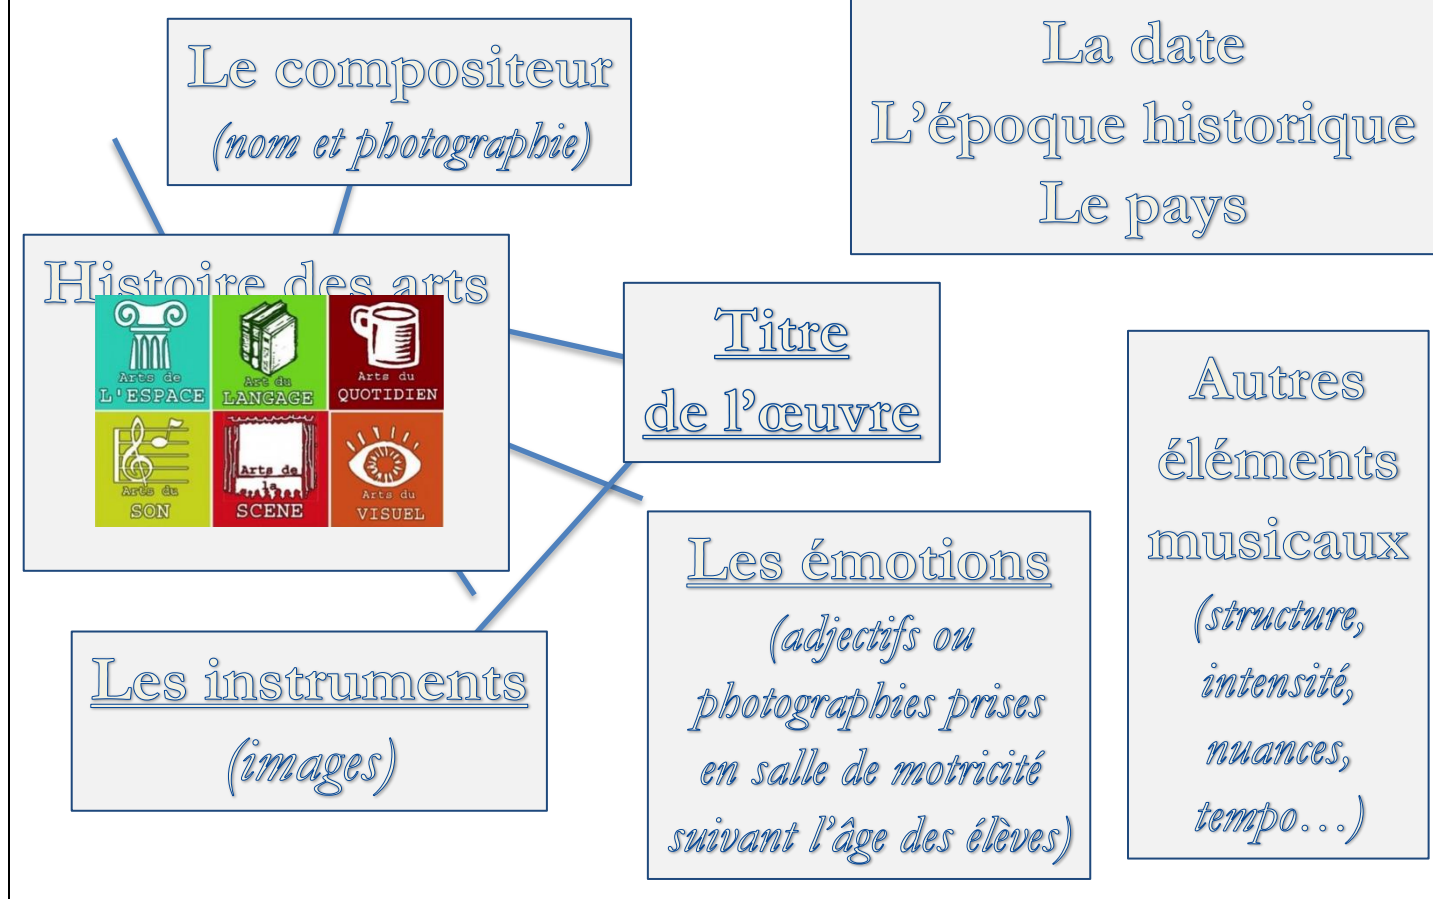 Le compositeur
(nom et photographie)
La date
L'époque historique
Le pays
Histoire des arts
Arts de
L'ESPACE
Art du
LANGAGE
Arts du
QUOTIDIEN
Arts du
SON
Arts de
la
SCENE
Arts du
VISUEL
Titre
de l'œuvre
Autres
éléments
musicaux
(structure,
intensité,
nuances,
tempo…)
Les émotions
(adjectifs ou
photographies prises
en salle de motricité
suivant l'âge des élèves)
Les instruments
(images)